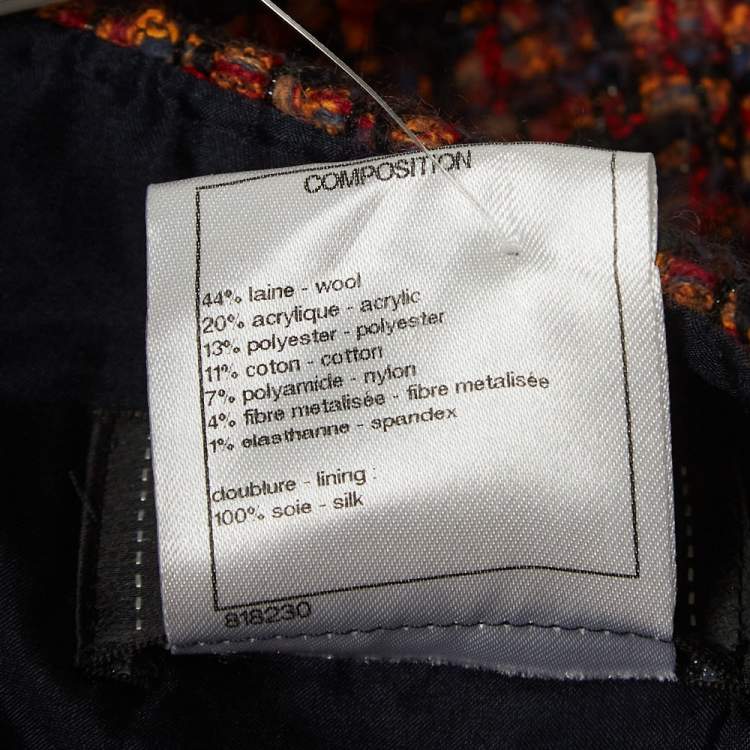 COMPOSITION
44% laine - wool
20% acrylique - acrylic
13% polyester - polyester
11% coton - cotton
7% polyamide - nylon
4% fibre metalisée - fibre metalisée
1% elasthanne - spandex
doublure - lining :
100% soie - silk
818230